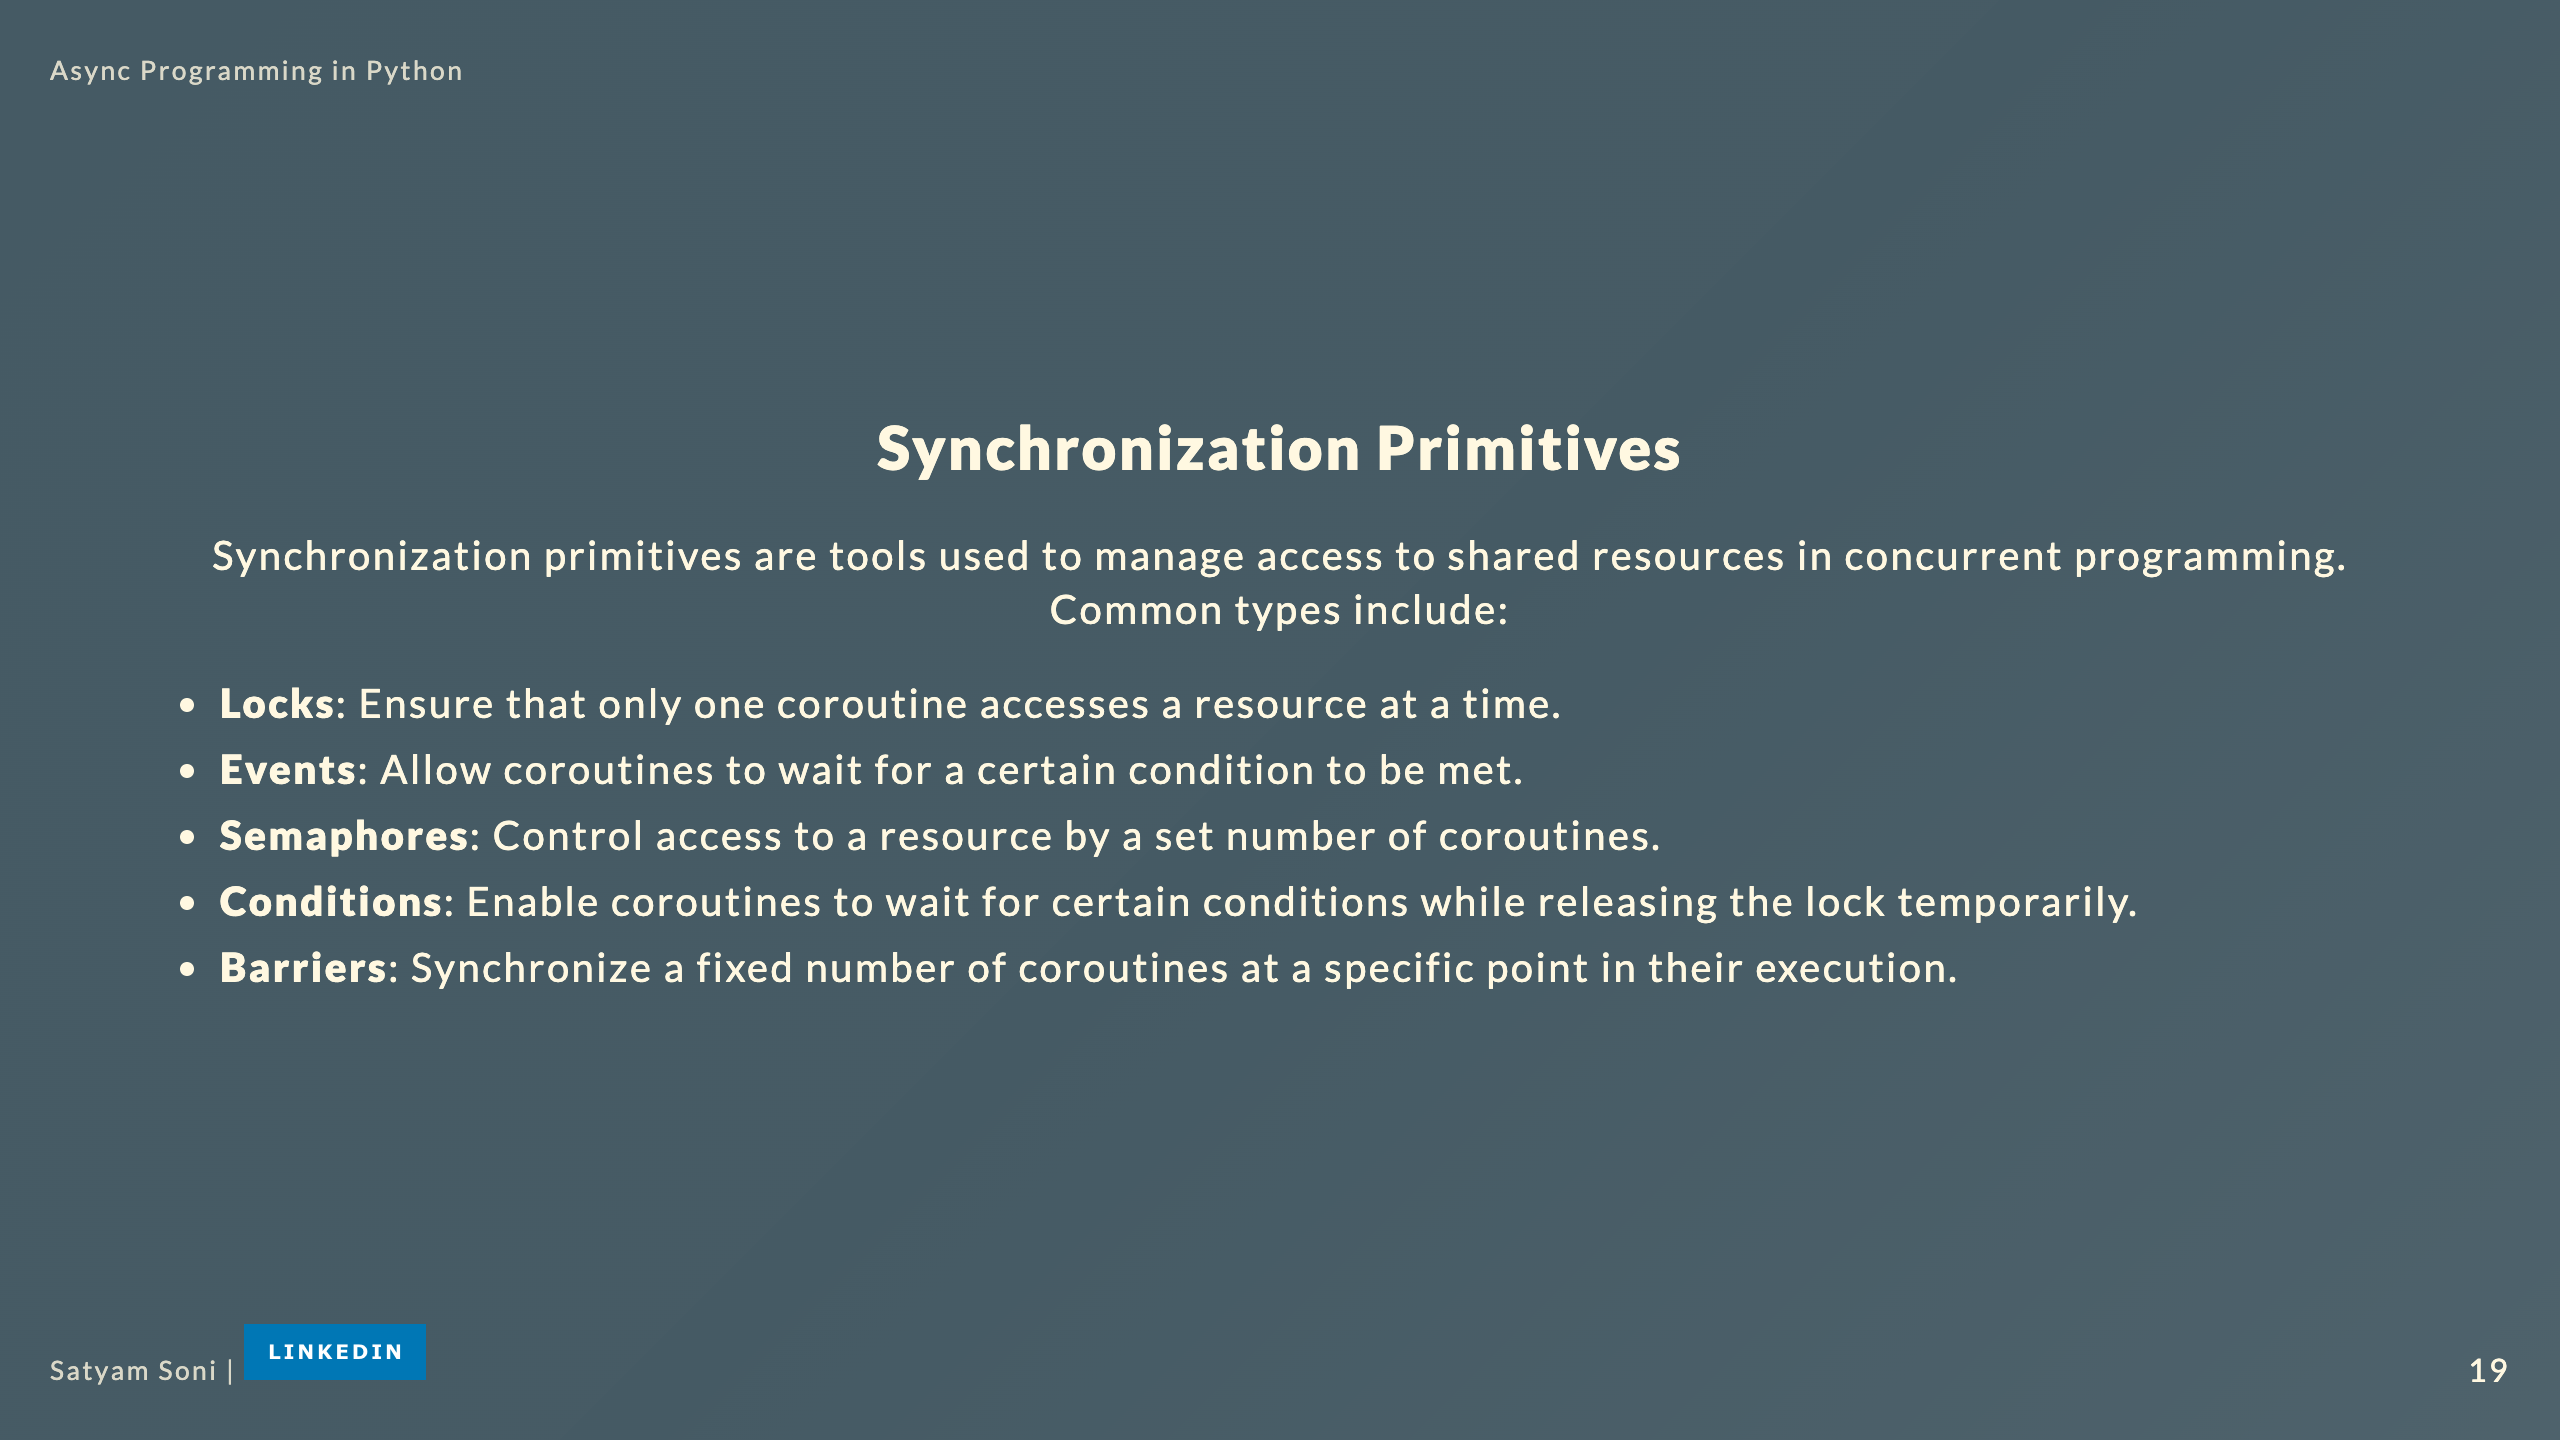 Async Programming in Python
Synchronization Primitives
Synchronization primitives are tools used to manage access to shared resources in concurrent programming.
Common types include:
• Locks: Ensure that only one coroutine accesses a resource at a time.
• Events: Allow coroutines to wait for a certain condition to be met.
• Semaphores: Control access to a resource by a set number of coroutines.
• Conditions: Enable coroutines to wait for certain conditions while releasing the lock temporarily.
• Barriers: Synchronize a fixed number of coroutines at a specific point in their execution.
Satyam Soni | LINKEDIN
19